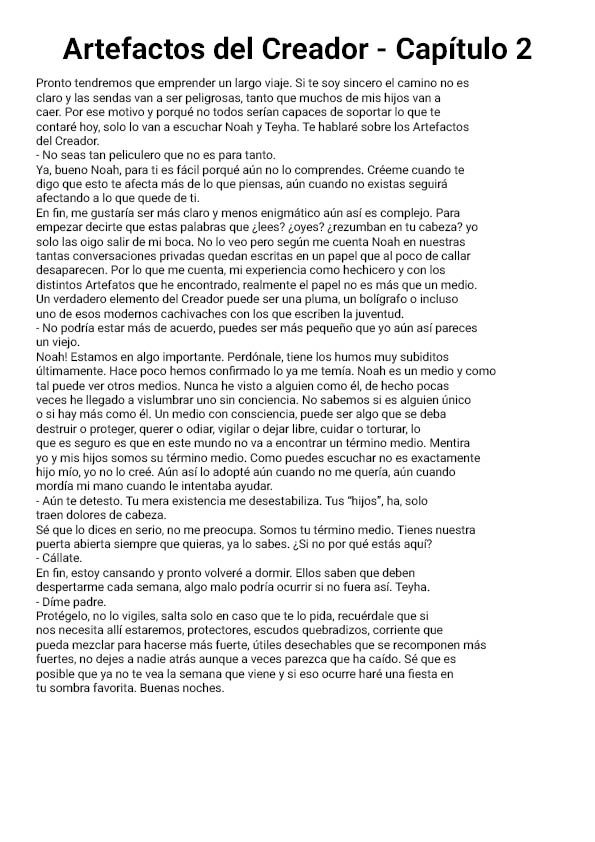 Artefactos del Creador - Capítulo 2
Pronto tendremos que emprender un largo viaje. Si te soy sincero el camino no es
claro y las sendas van a ser peligrosas, tanto que muchos de mis hijos van a
caer. Por ese motivo y porqué no todos serían capaces de soportar lo que te
contaré hoy, solo lo van a escuchar Noah y Teyha. Te hablaré sobre los Artefactos
del Creador.
- No seas tan peliculero que no es para tanto.
Ya, bueno Noah, para ti es fácil porqué aún no lo comprendes. Créeme cuando te
digo que esto te afecta más de lo que piensas, aún cuando no existas seguirá
afectando a lo que quede de ti.
En fin, me gustaría ser más claro y menos enigmático aún así es complejo. Para
empezar decirte que estas palabras que ¿lees? ¿oyes? ¿rezumban en tu cabeza? yo
solo las oigo salir de mi boca. No lo veo pero según me cuenta Noah en nuestras
tantas conversaciones privadas quedan escritas en un papel que al poco de callar
desaparecen. Por lo que me cuenta, mi experiencia como hechicero y con los
distintos Artefatos que he encontrado, realmente el papel no es más que un medio.
Un verdadero elemento del Creador puede ser una pluma, un bolígrafo o incluso
uno de esos modernos cachivaches con los que escriben la juventud.
- No podría estar más de acuerdo, puedes ser más pequeño que yo aún así pareces
un viejo.
Noah! Estamos en algo importante. Perdónale, tiene los humos muy subiditos
últimamente. Hace poco hemos confirmado lo ya me temía. Noah es un medio y como
tal puede ver otros medios. Nunca he visto a alguien como él, de hecho pocas
veces he llegado a vislumbrar uno sin conciencia. No sabemos si es alguien único
o si hay más como él. Un medio con consciencia, puede ser algo que se deba
destruir o proteger, querer o odiar, vigilar o dejar libre, cuidar o torturar, lo
que es seguro es que en este mundo no va a encontrar un término medio. Mentira
yo y mis hijos somos su término medio. Como puedes escuchar no es exactamente
hijo mío, yo no lo creé. Aún así lo adopté aún cuando no me quería, aún cuando
mordía mi mano cuando le intentaba ayudar.
- Aún te detesto. Tu mera existencia me desestabiliza. Tus “hijos”, ha, solo
traen dolores de cabeza.
Sé que lo dices en serio, no me preocupa. Somos tu término medio. Tienes nuestra
puerta abierta siempre que quieras, ya lo sabes. ¿Si no por qué estás aquí?
- Cállate.
En fin, estoy cansando y pronto volveré a dormir. Ellos saben que deben
despertarme cada semana, algo malo podría ocurrir si no fuera así. Teyha.
- Díme padre.
Protégelo, no lo vigiles, salta solo en caso que te lo pida, recuérdale que si
nos necesita allí estaremos, protectores, escudos quebradizos, corriente que
pueda mezclar para hacerse más fuerte, útiles desechables que se recomponen más
fuertes, no dejes a nadie atrás aunque a veces parezca que ha caído. Sé que es
posible que ya no te vea la semana que viene y si eso ocurre haré una fiesta en
tu sombra favorita. Buenas noches.